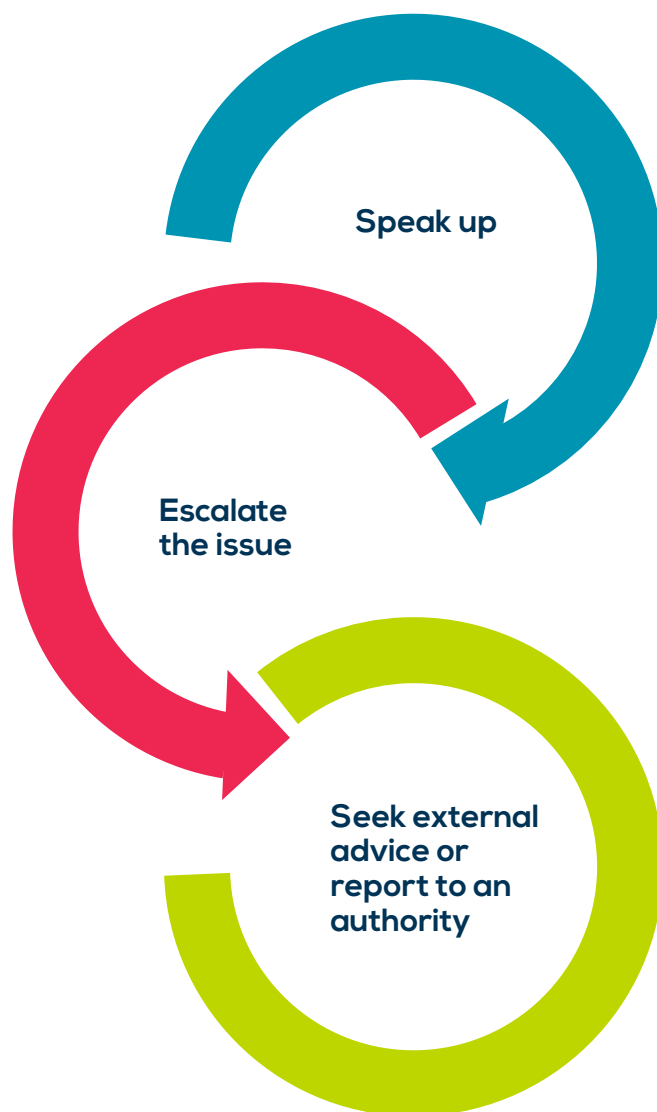 Speak up
Escalate
the issue
Seek external
advice or
report to an
authority